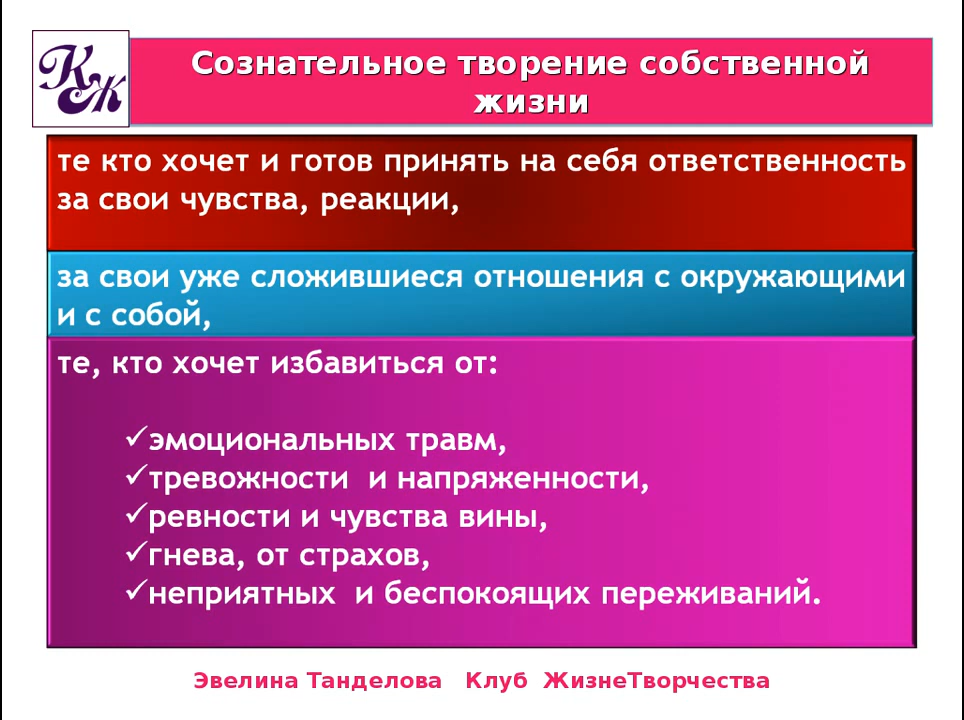 КЖ
Сознательное творение собственной
жизни
те кто хочет и готов принять на себя ответственность
за свои чувства, реакции,
за свои уже сложившиеся отношения с окружающими
и с собой,
те, кто хочет избавиться от:
✓эмоциональных травм,
✓тревожности  и напряженности,
✓ревности и чувства вины,
✓гнева, от страхов,
✓неприятных  и беспокоящих переживаний.
Эвелина Танделова   Клуб  ЖизнеТворчества